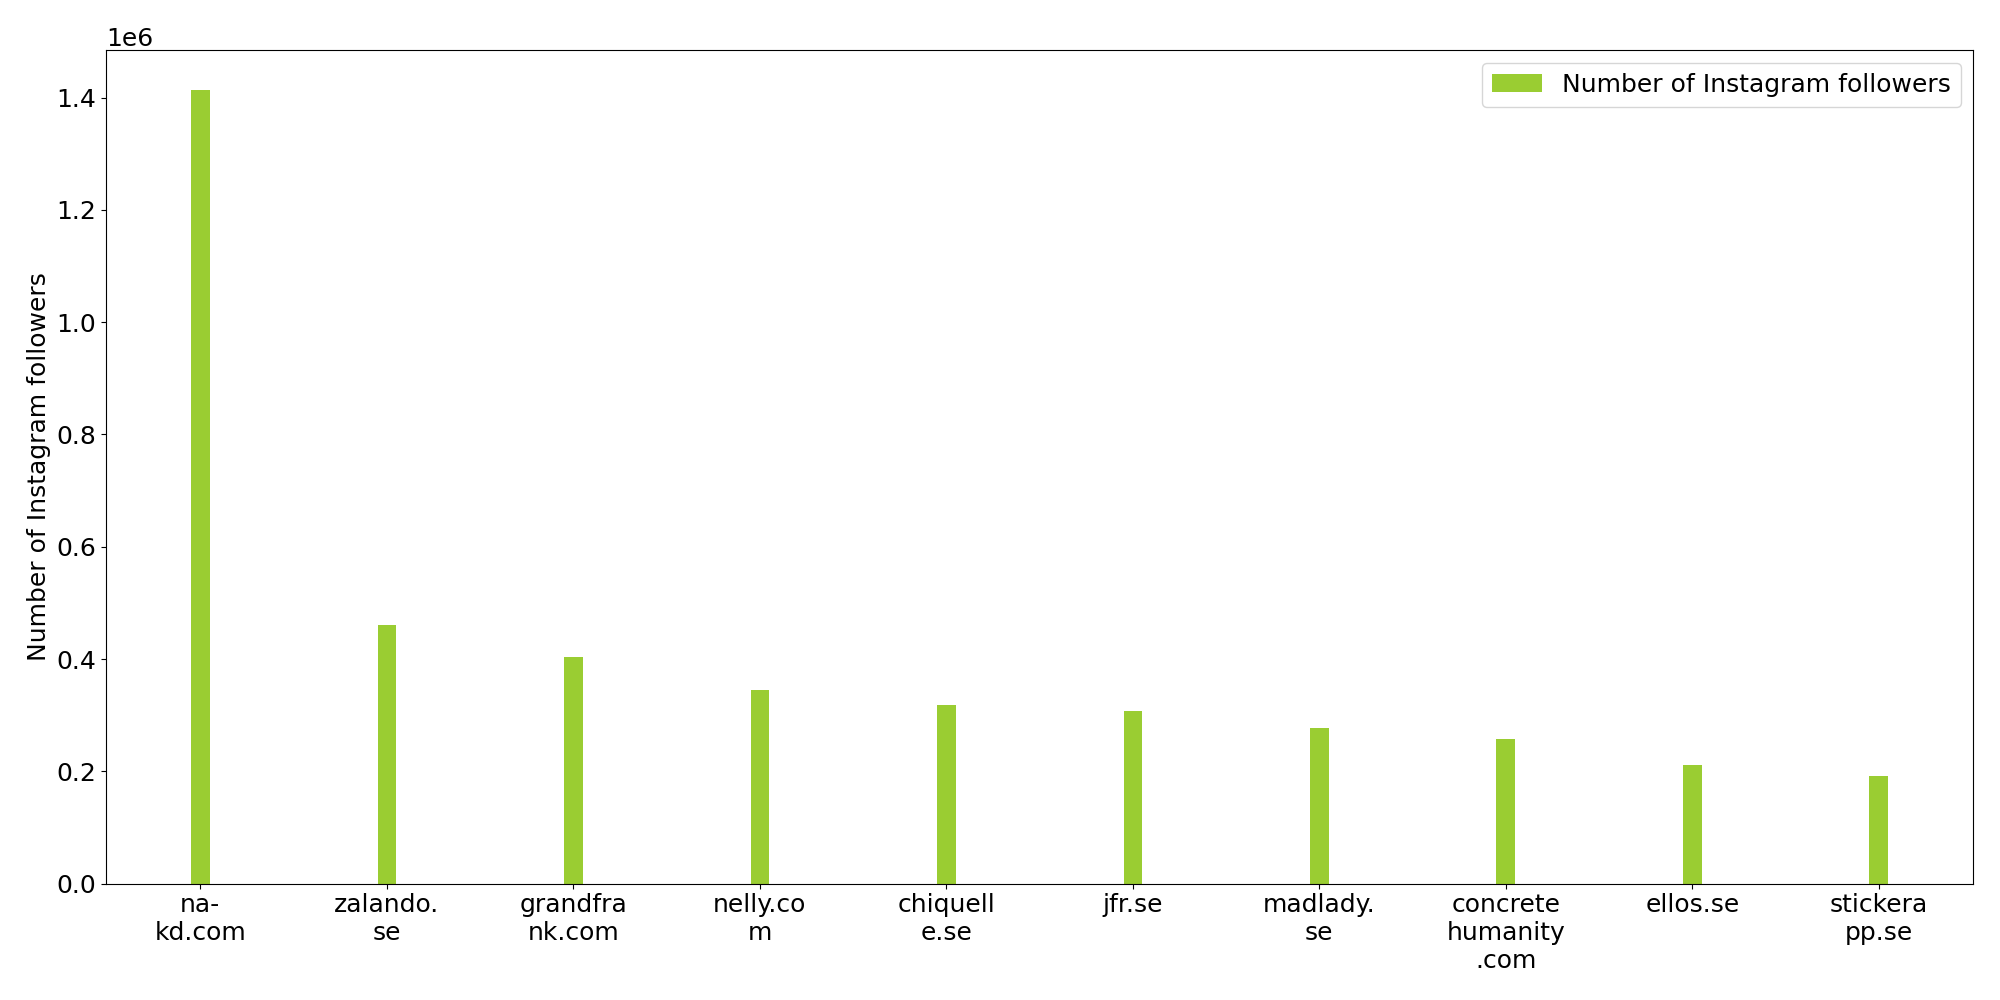 1e6
Number of Instagram followers
1.4
1.2
1.0
0.8
0.6
0.4
0.2
0.0
Number of Instagram followers
na-
kd.com
zalando.
se
grandfra
nk.com
nelly.co
m
chiquell
e.se
jfr.se
madlady.
se
concrete
humanity
.com
ellos.se
stickera
pp.se